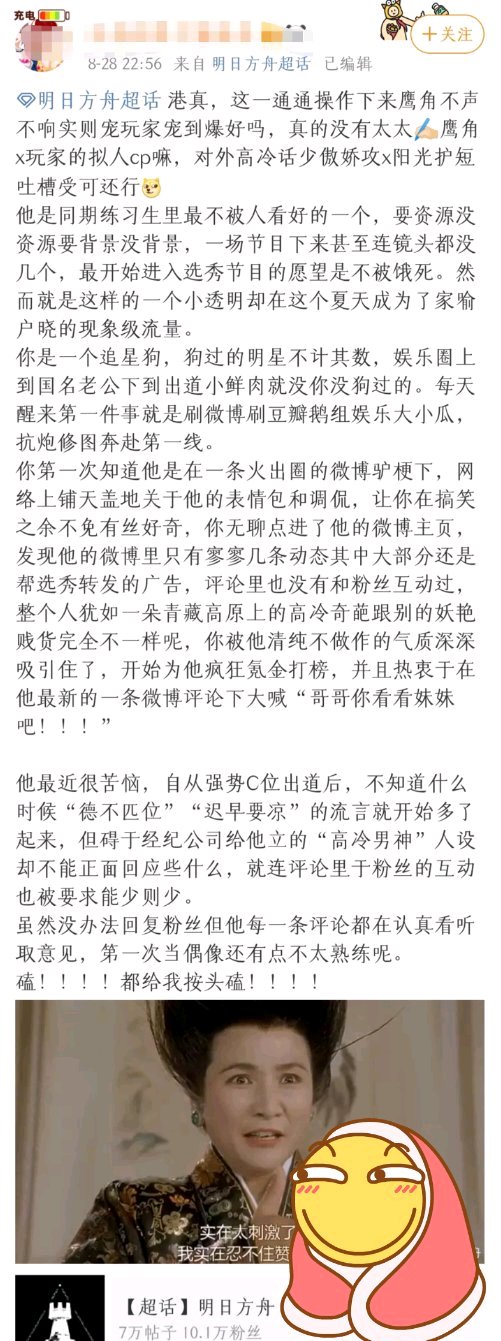 充电
+关注
8-28 22:56 来自 明日方舟超话 已编辑
明日方舟超话 港真，这一通通操作下来鹰角不声
不响实则宠玩家宠到爆好吗，真的没有太太✍🏻鹰角
x玩家的拟人cp嘛，对外高冷话少傲娇攻x阳光护短
吐槽受可还行
他是同期练习生里最不被人看好的一个，要资源没
资源要背景没背景，一场节目下来甚至连镜头都没
几个，最开始进入选秀节目的愿望是不被饿死。然
而就是这样的一个小透明却在这个夏天成为了家喻
户晓的现象级流量。
你是一个追星狗，狗过的明星不计其数，娱乐圈上
到国名老公下到出道小鲜肉就没你没狗过的。每天
醒来第一件事就是刷微博刷豆瓣鹅组娱乐大小瓜，
抗炮修图奔赴第一线。
你第一次知道他是在一条火出圈的微博驴梗下，网
络上铺天盖地关于他的表情包和调侃，让你在搞笑
之余不免有丝好奇，你无聊点进了他的微博主页，
发现他的微博里只有寥寥几条动态其中大部分还是
帮选秀转发的广告，评论里也没有和粉丝互动过，
整个人犹如一朵青藏高原上的高冷奇葩跟别的妖艳
贱货完全不一样呢，你被他清纯不做作的气质深深
吸引住了，开始为他疯狂氪金打榜，并且热衷于在
他最新的一条微博评论下大喊“哥哥你看看妹妹
吧！！！”
他最近很苦恼，自从强势C位出道后，不知道什么
时候“德不匹位”“迟早要凉”的流言就开始多了
起来，但碍于经纪公司给他立的“高冷男神”人设
却不能正面回应些什么，就连评论里于粉丝的互动
也被要求能少则少。
虽然没办法回复粉丝但他每一条评论都在认真看听
取意见，第一次当偶像还有点不太熟练呢。
磕！！！！都给我按头磕！！！！
实在太刺激了
我实在忍不住赞
【超话】明日方舟
7万帖子 10.1万粉丝